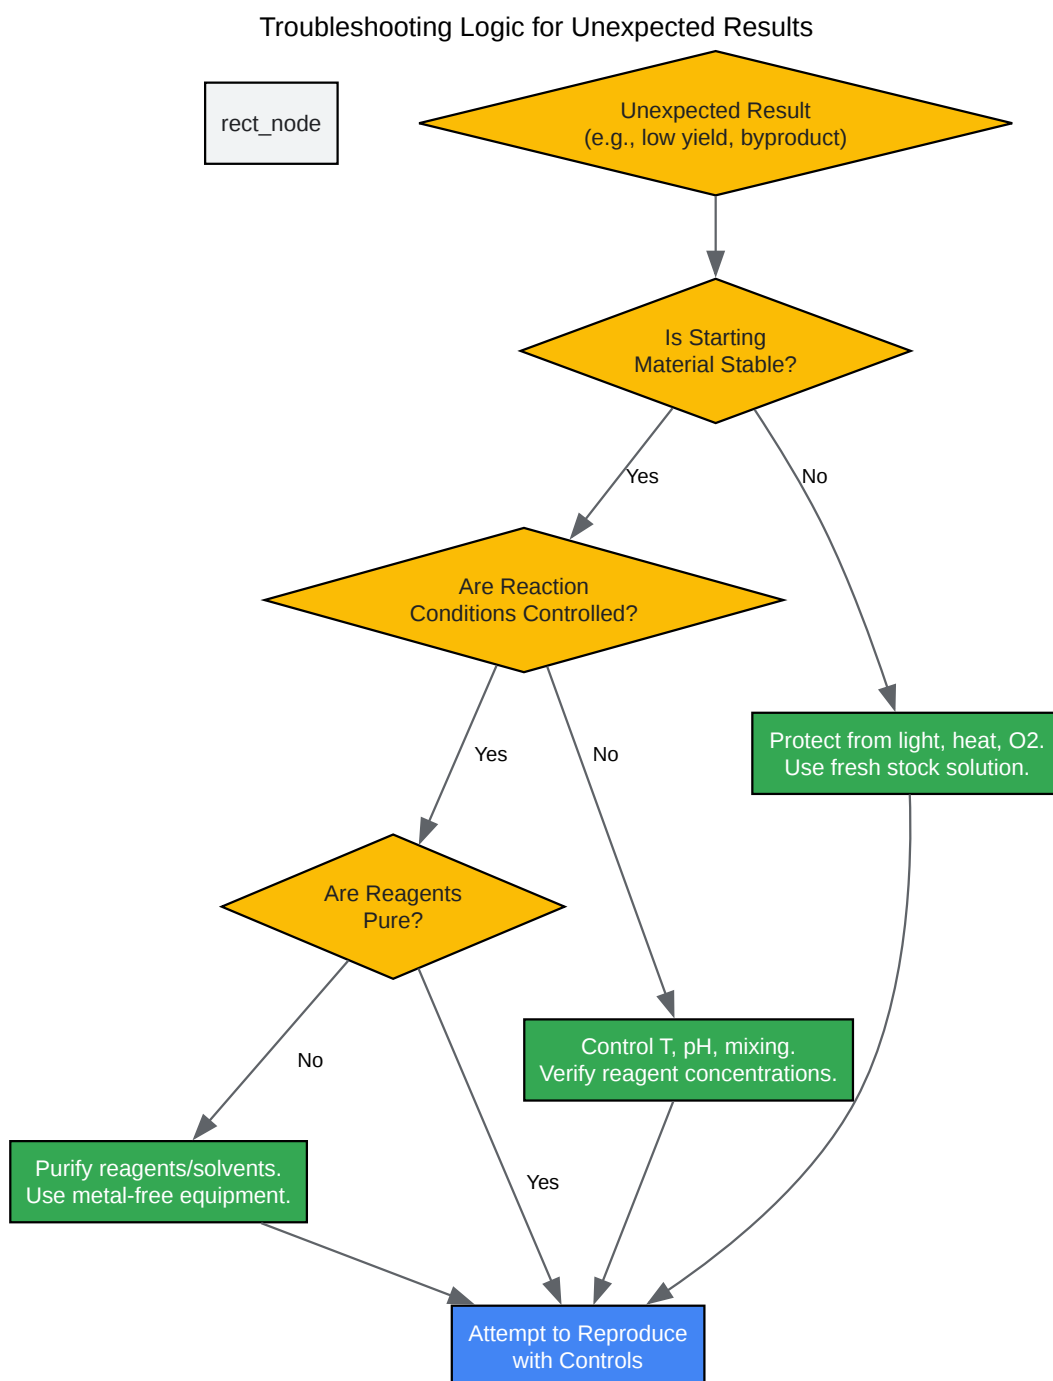 Troubleshooting Logic for Unexpected Results
rect_node
Unexpected Result
(e.g., low yield, byproduct)
Is Starting
Material Stable?
Yes
No
Are Reaction
Conditions Controlled?
Protect from light, heat, O2.
Use fresh stock solution.
Yes
No
Are Reagents
Pure?
Control T, pH, mixing.
Verify reagent concentrations.
No
Purify reagents/solvents.
Use metal-free equipment.
Yes
Attempt to Reproduce
with Controls